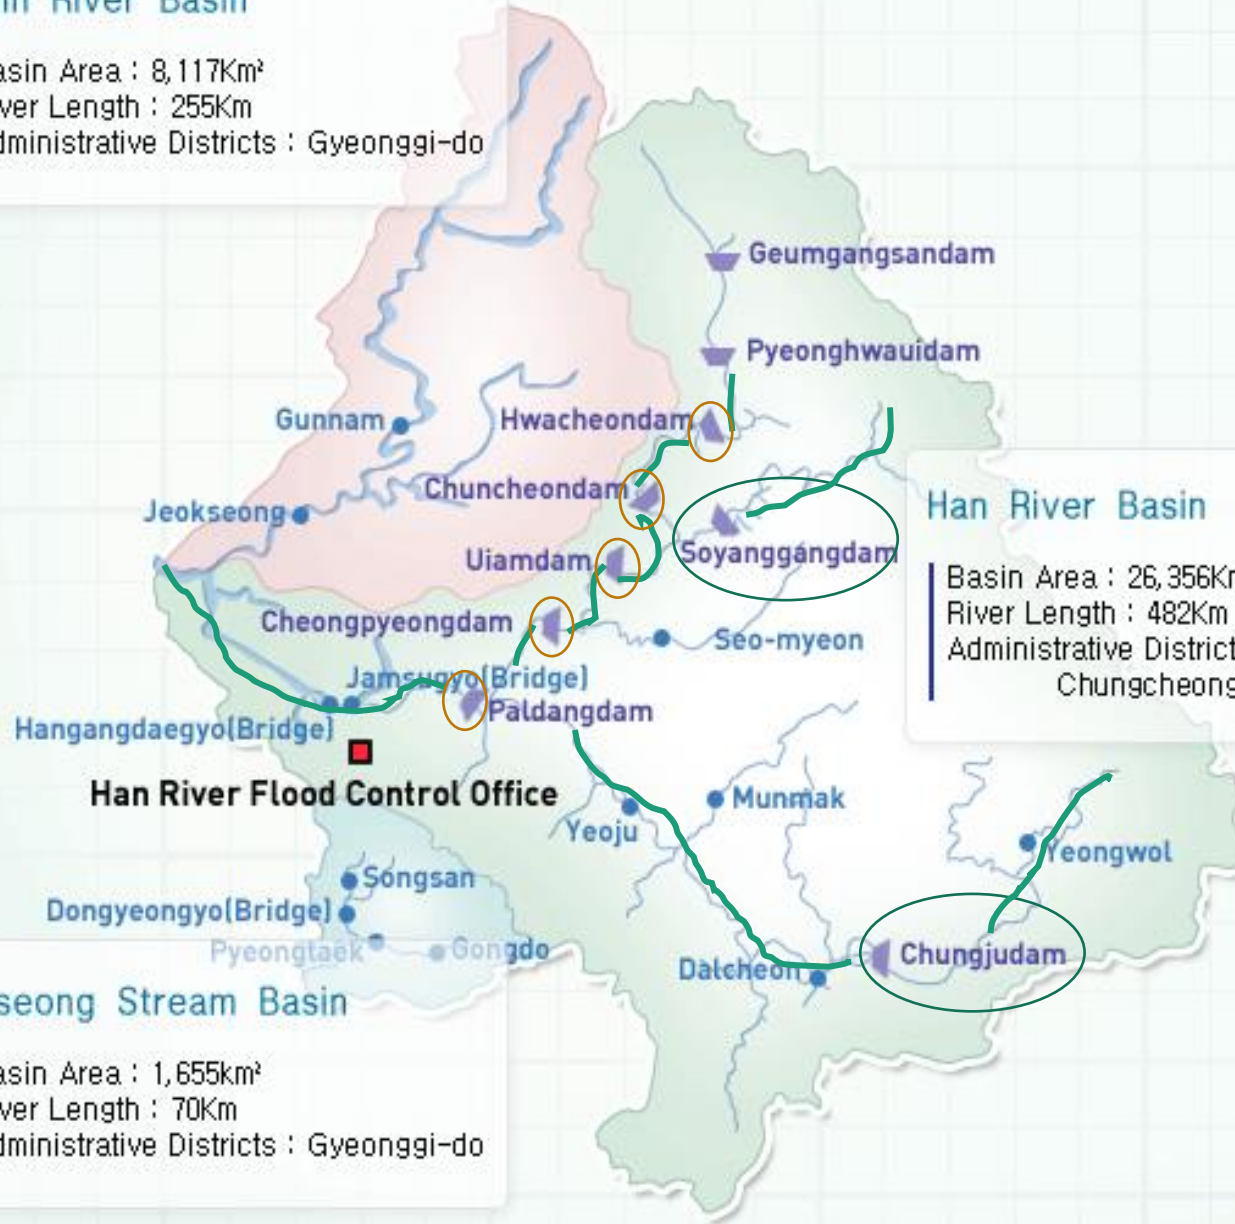 River Basin
asin Area : 8,117Km²
ver Length : 255Km
dministrative Districts : Gyeonggi-do
Geumgangsandam
Pyeonghwauidam
Gunnam
Hwacheondam
Chuncheondam
Jeokseong
Han River Basin
Soyanggangdam
Uiamdam
Basin Area : 26,356K
River Length : 482Km
Administrative District
Chungcheong
Cheongpyeongdam
Seo-myeon
Jamsugyo(Bridge)
Paldangdam
Hangangdaegyo(Bridge)
Han River Flood Control Office
Munmak
Yeoju
Yeongwol
Songsan
Dongyeongyo(Bridge)
Pyeongtaek
Gongdo
Chungjudam
Dalcheon
seong Stream Basin
asin Area : 1,655km²
ver Length : 70Km
dministrative Districts : Gyeonggi-do